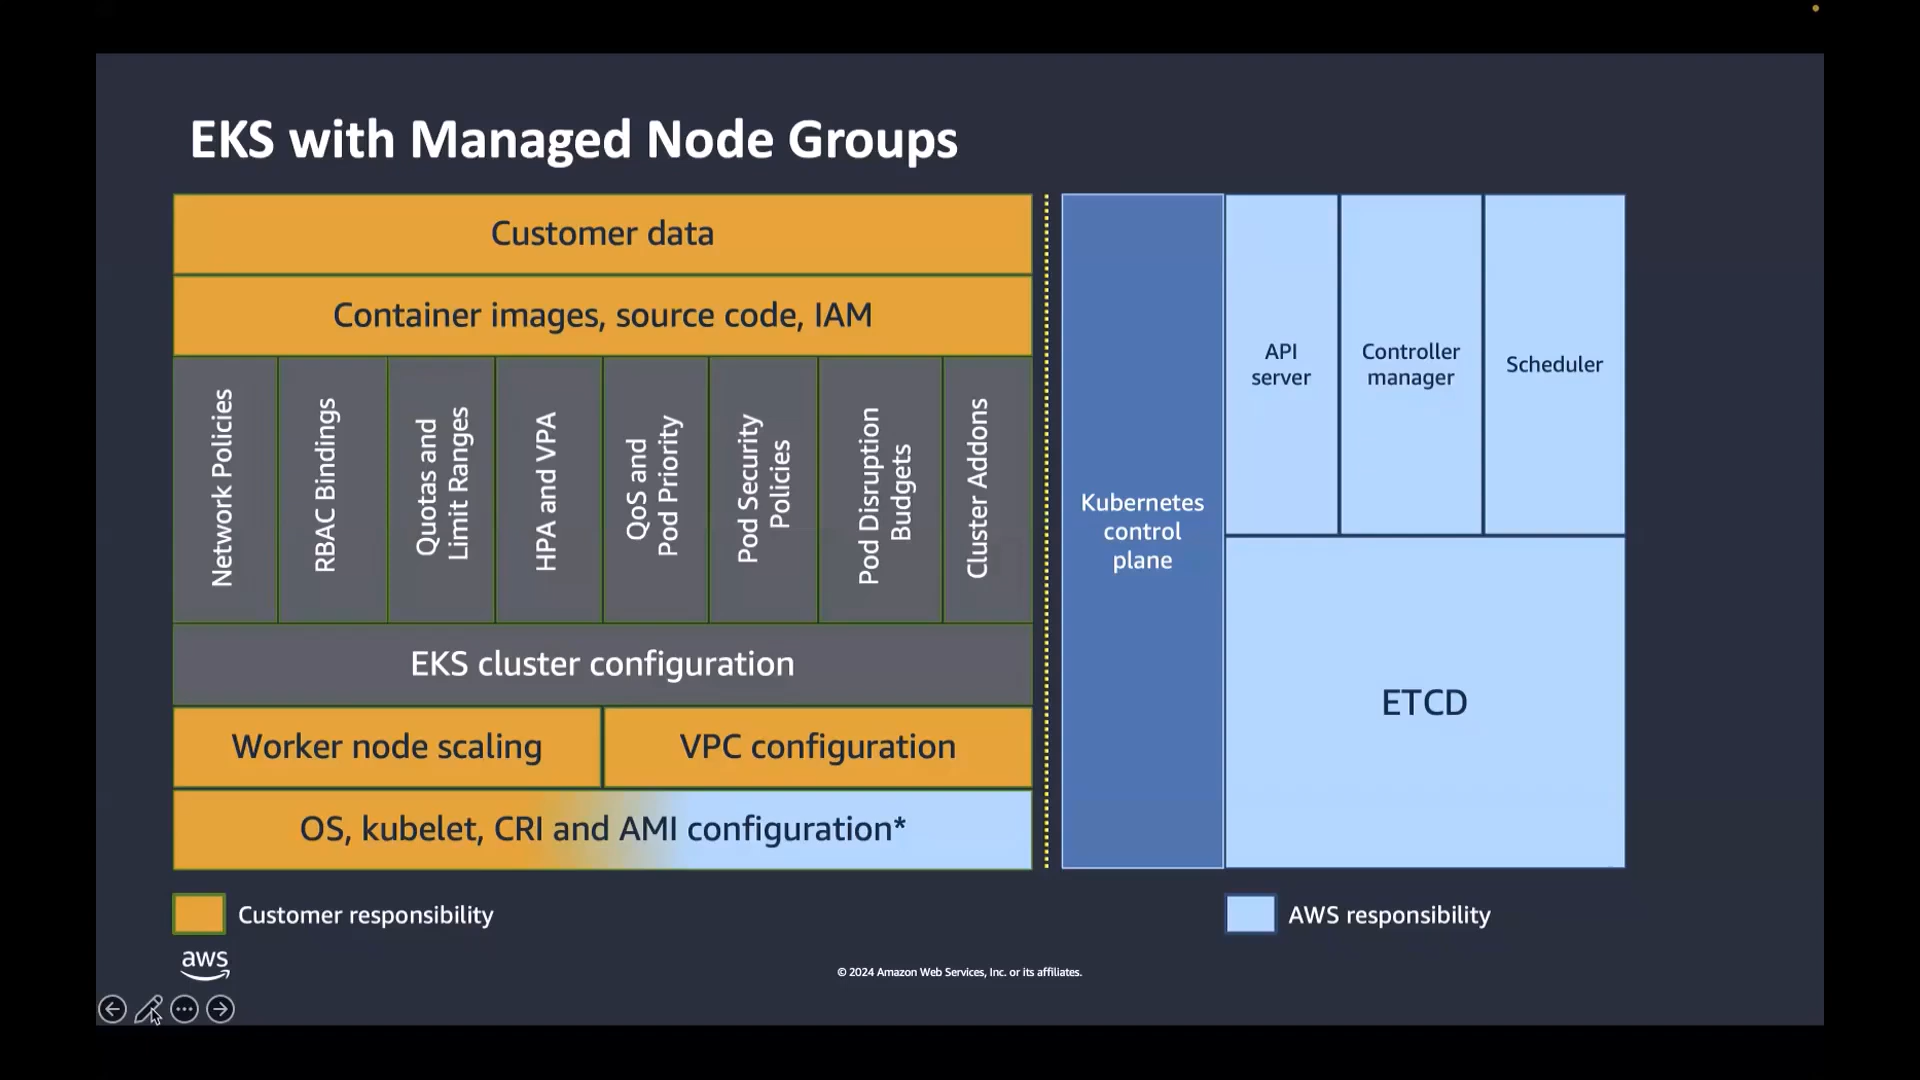 EKS with Managed Node Groups
Customer data
Container images, source code, IAM
Network Policies
RBAC Bindings
Quotas and
Limit Ranges
HPA and VPA
QoS and
Pod Priority
Pod Security
Policies
Pod Disruption
Budgets
Cluster Addons
EKS cluster configuration
Worker node scaling
VPC configuration
OS, kubelet, CRI and AMI configuration*
Kubernetes
control
plane
API
server
Controller
manager
Scheduler
ETCD
Customer responsibility
AWS responsibility
aws
© 2024 Amazon Web Services, Inc. or its affiliates.